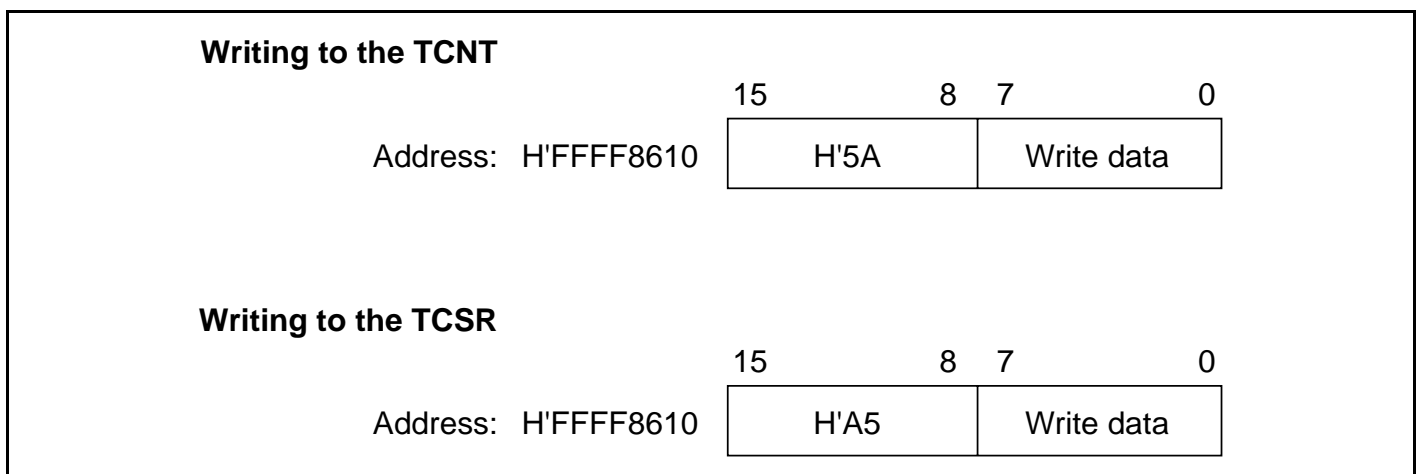 Writing to the TCNT
15 8 7 0
Address: H'FFFF8610 H'5A Write data
Writing to the TCSR
15 8 7 0
Address: H'FFFF8610 H'A5 Write data